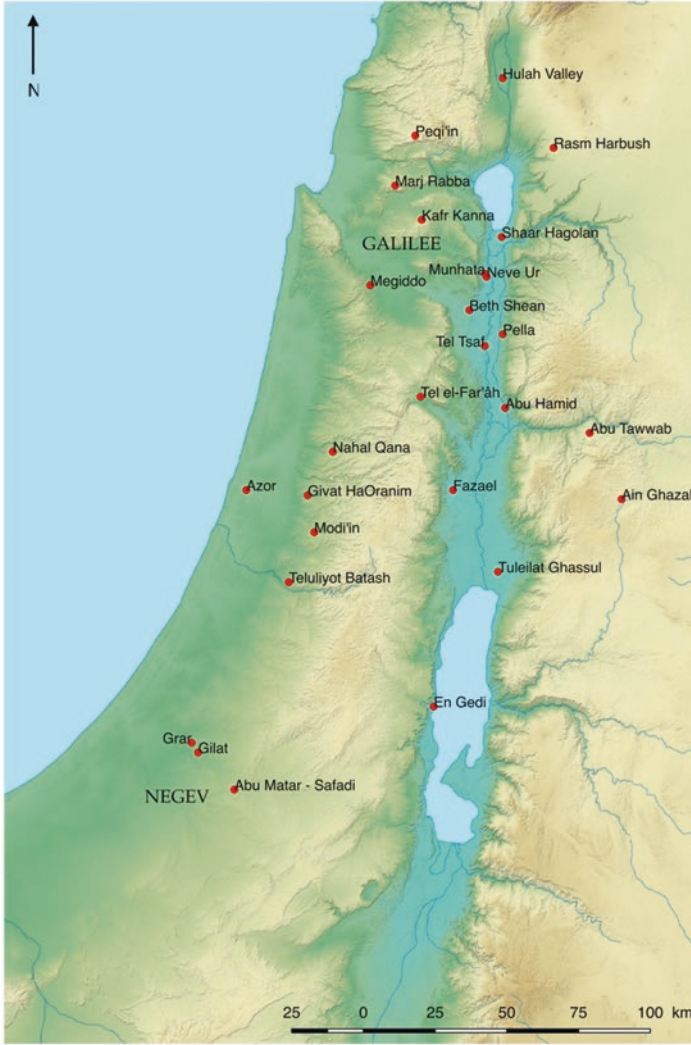 N
Hulah Valley
Peqi'in
Rasm Harbush
Marj Rabba
Kafr Kanna
Shaar Hagolan
GALILEE
Munhata
Neve Ur
Megiddo
Beth Shean
Pella
Tel Tsaf
Tel el-Far'âh
Abu Hamid
Abu Tawwab
Nahal Qana
Azor
Givat HaOranim
Fazael
Ain Ghazal
Modi'in
Tuleilat Ghassul
Teluliyot Batash
En Gedi
Grar
Gilat
Abu Matar - Safadi
NEGEV
25 0 25 50 75 100 km